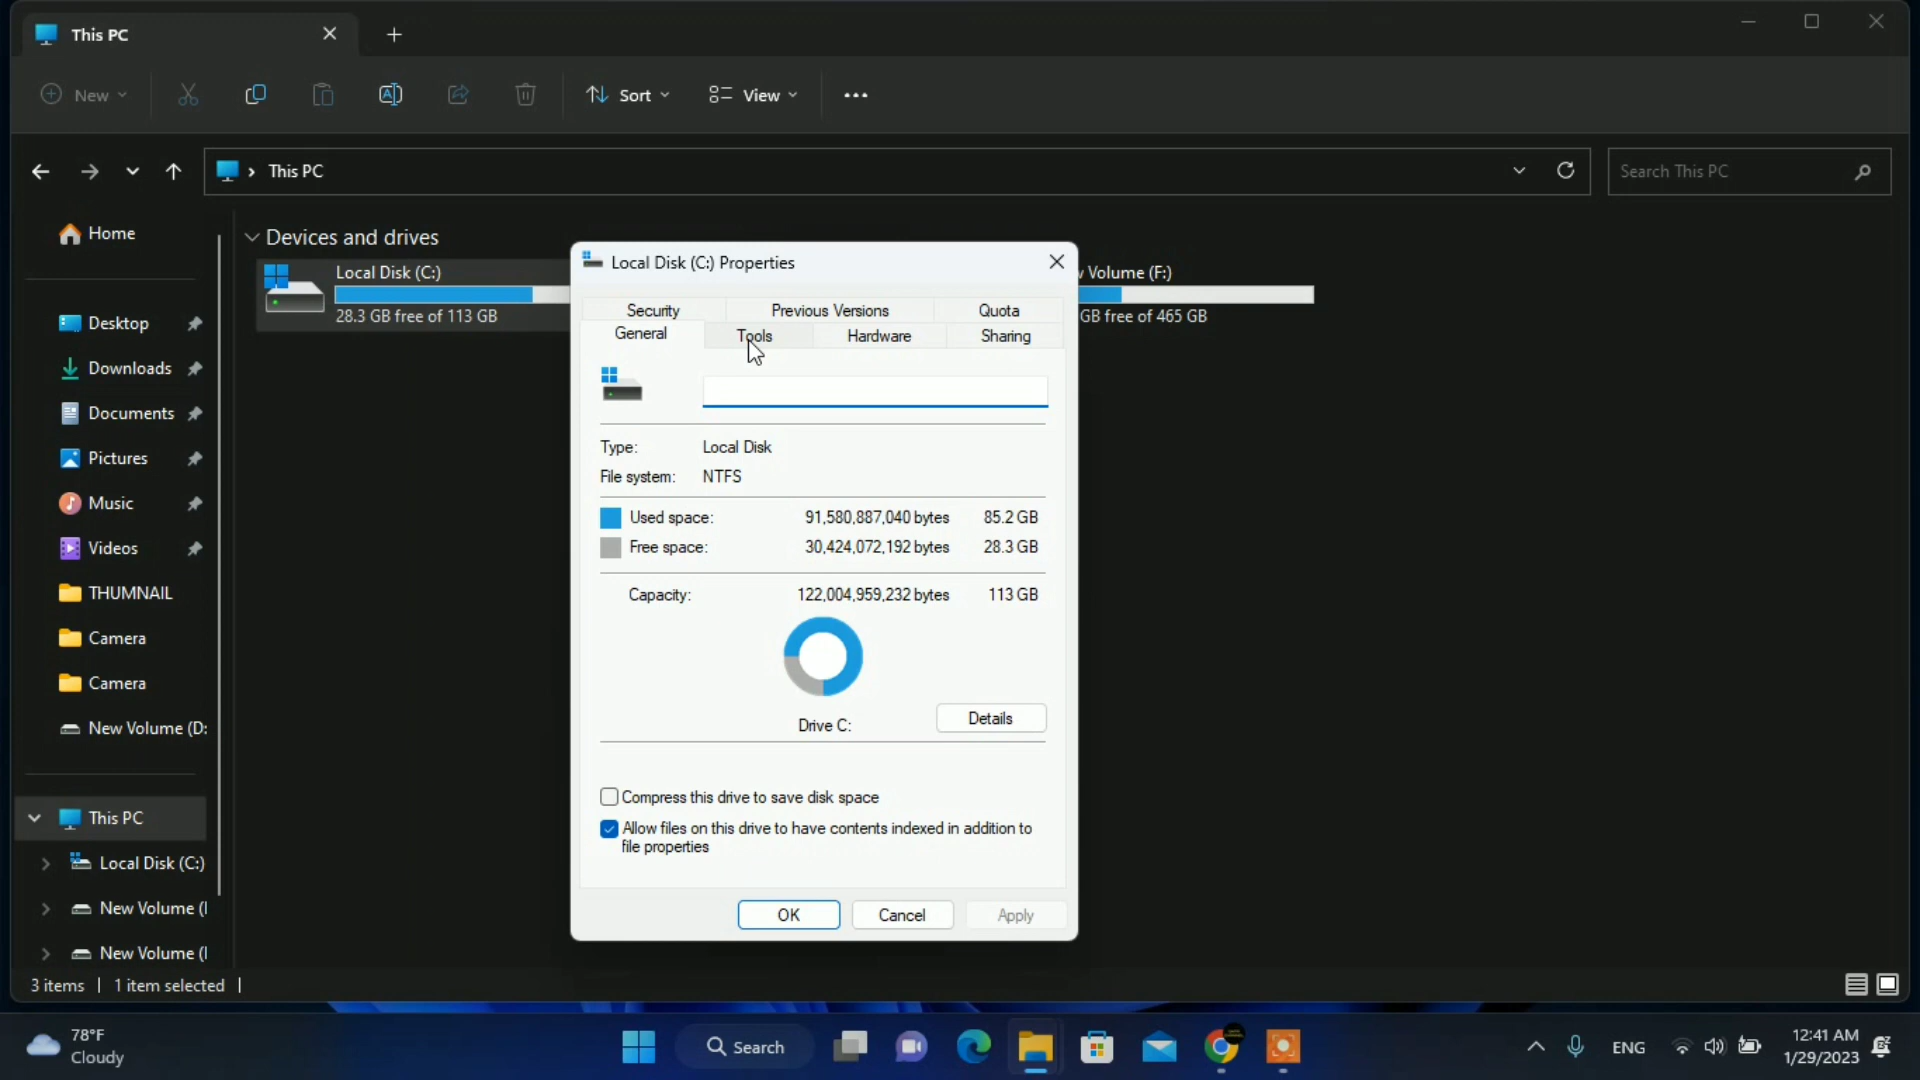 This PC
New
Sort
View
This PC
Search This PC
Home
Desktop
Downloads
Documents
Pictures
Music
Videos
THUMNAIL
Camera
Camera
New Volume (D:
This PC
Local Disk (C:)
New Volume (
New Volume (
Devices and drives
Local Disk (C:)
28.3 GB free of 113 GB
Volume (F:)
GB free of 465 GB
Local Disk (C:) Properties
Security Previous Versions Quota
General Tools Hardware Sharing
Type: Local Disk
File system: NTFS
Used space: 91,580,887,040 bytes 85.2 GB
Free space: 30,424,072,192 bytes 28.3 GB
Capacity: 122,004,959,232 bytes 113 GB
Drive C:
Details
Compress this drive to save disk space
Allow files on this drive to have contents indexed in addition to
file properties
OK Cancel Apply
3 items 1 item selected
78°F
Cloudy
Search
ENG
12:41 AM
1/29/2023